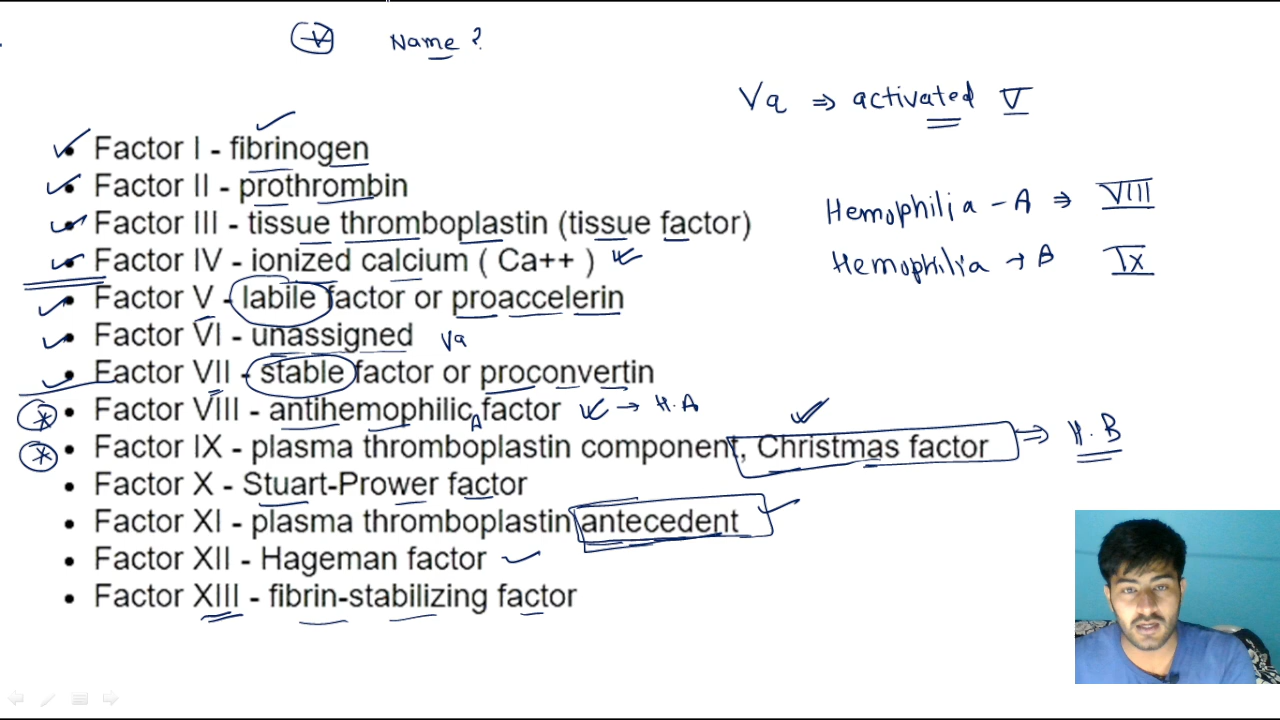 V Name ?
Va ⇒ activated V
• Factor I - fibrinogen
• Factor II - prothrombin
• Factor III - tissue thromboplastin (tissue factor)
• Factor IV - ionized calcium ( Ca++ )
• Factor V - labile factor or proaccelerin
• Factor VI - unassigned Va
• Factor VII - stable factor or proconvertin
• Factor VIII - antihemophilic factor → H.A
A
• Factor IX - plasma thromboplastin component, Christmas factor ⇒ H.B
• Factor X - Stuart-Prower factor
• Factor XI - plasma thromboplastin antecedent
• Factor XII - Hageman factor
• Factor XIII - fibrin-stabilizing factor
Hemophilia - A ⇒ VIII
Hemophilia → B IX